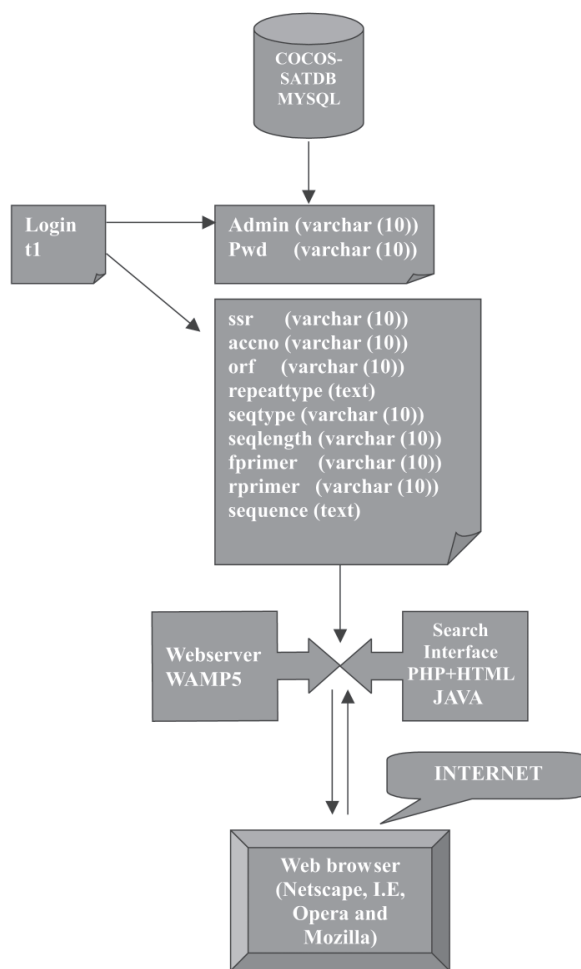 COCOS-
SATDB
MYSQL
Login
t1
Admin (varchar (10))
Pwd (varchar (10))
ssr (varchar (10))
accno (varchar (10))
orf (varchar (10))
repeattype (text)
seqtype (varchar (10))
seqlength (varchar (10))
fprimer (varchar (10))
rprimer (varchar (10))
sequence (text)
Webserver
WAMP5
Search
Interface
PHP+HTML
JAVA
INTERNET
Web browser
(Netscape, I.E,
Opera and
Mozilla)